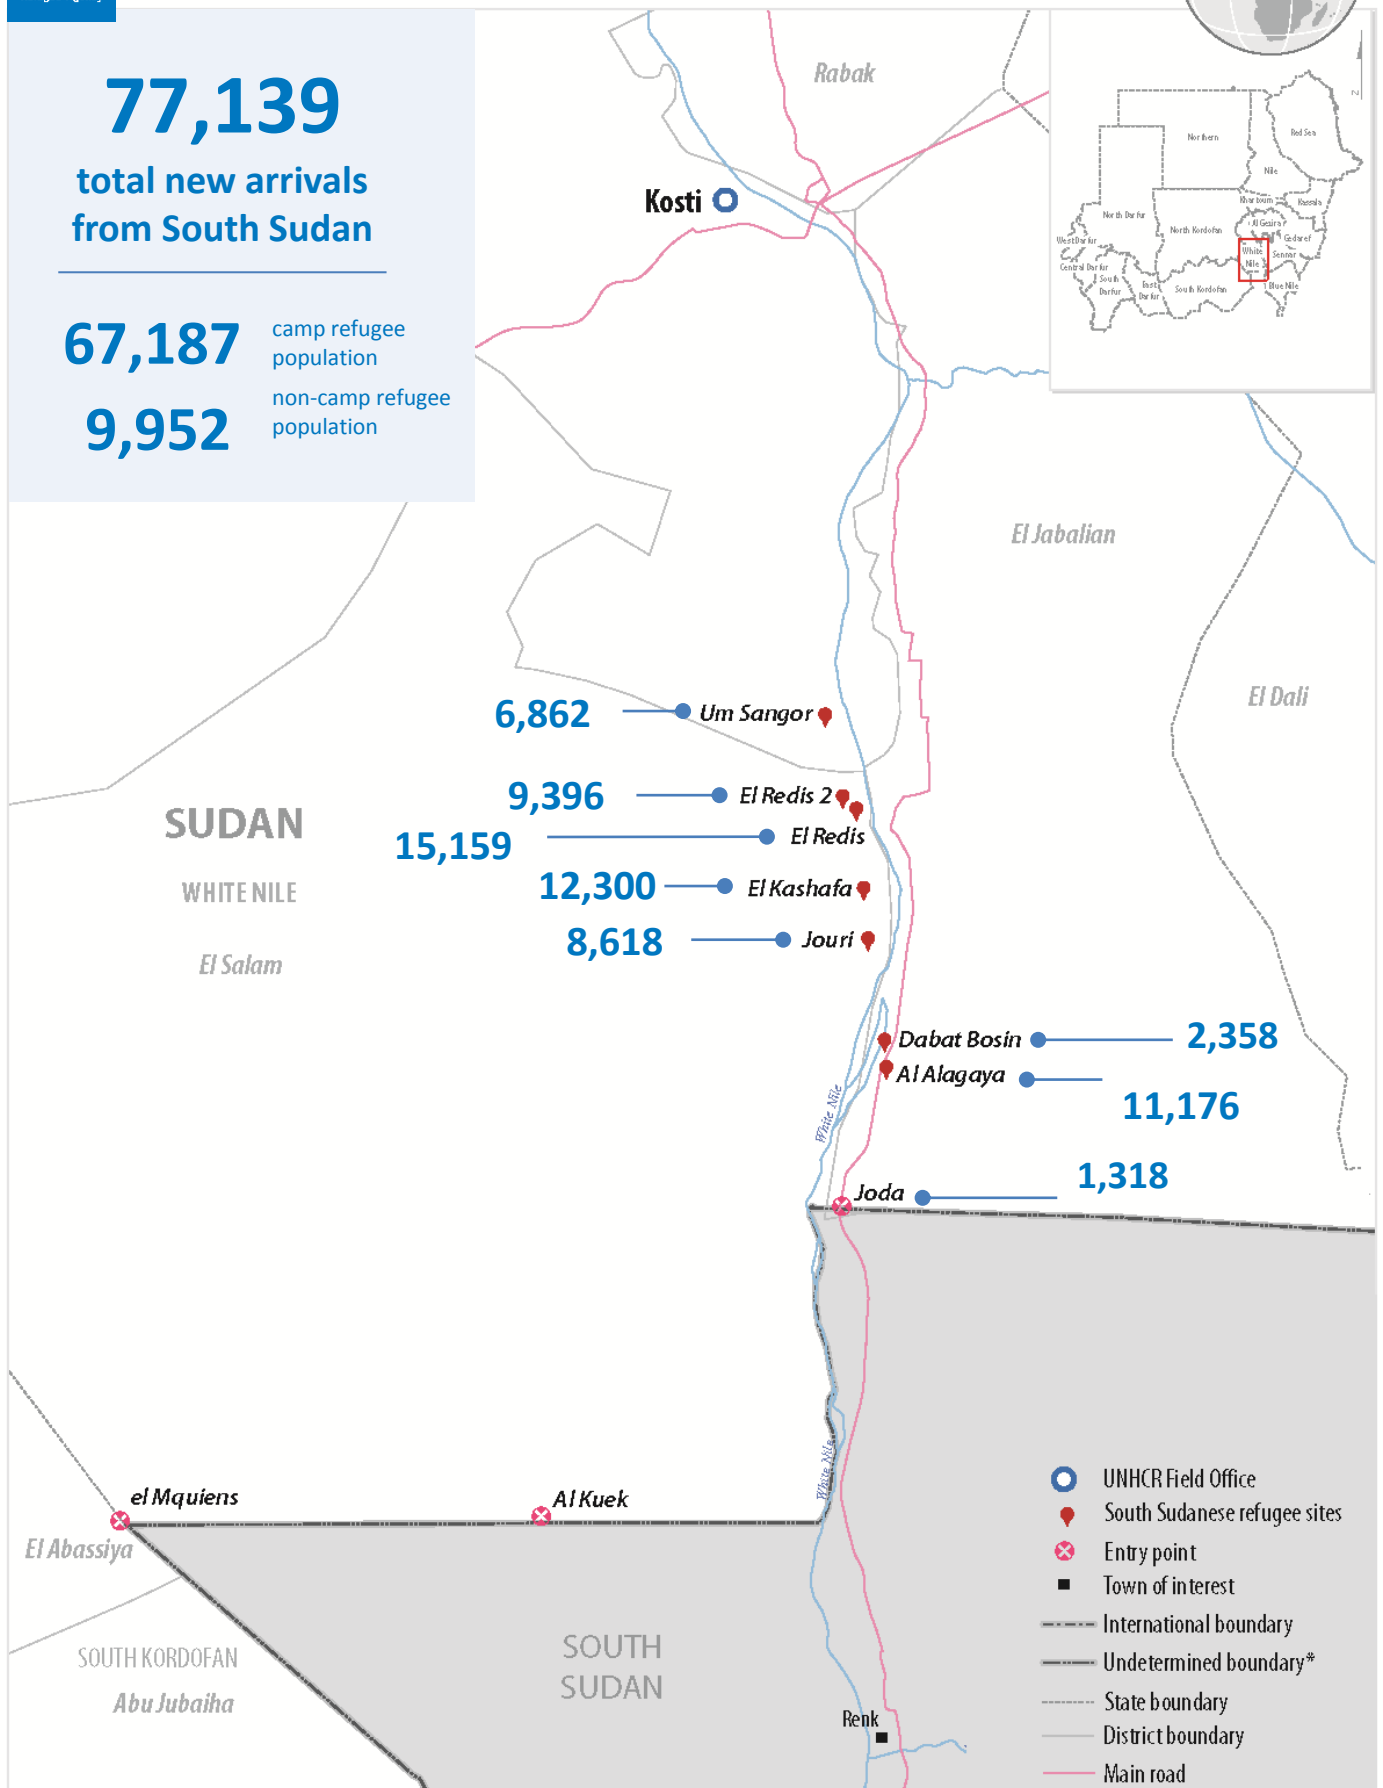 77,139
total new arrivals
from South Sudan
67,187
camp refugee
population
9,952
non-camp refugee
population
Rabak
Kosti
Northern
Red Sea
Nile
Khartoum
Kassala
North Darfur
North Kordofan
Al Gezira
Gedaref
West Darfur
White
Nile
Sennar
Central Darfur
South
Darfur
East
Darfur
South Kordofan
Blue Nile
N
El Jabalian
El Dali
6,862
Um Sangor
9,396
El Redis 2
15,159
El Redis
SUDAN
12,300
El Kashafa
WHITE NILE
8,618
Jouri
El Salam
Dabat Bosin
2,358
Al Alagaya
11,176
White Nile
Joda
1,318
White Nile
el Mquiens
Al Kuek
El Abassiya
SOUTH KORDOFAN
Abu Jubaiha
SOUTH
SUDAN
Renk
UNHCR Field Office
South Sudanese refugee sites
Entry point
Town of interest
International boundary
Undetermined boundary*
State boundary
District boundary
Main road